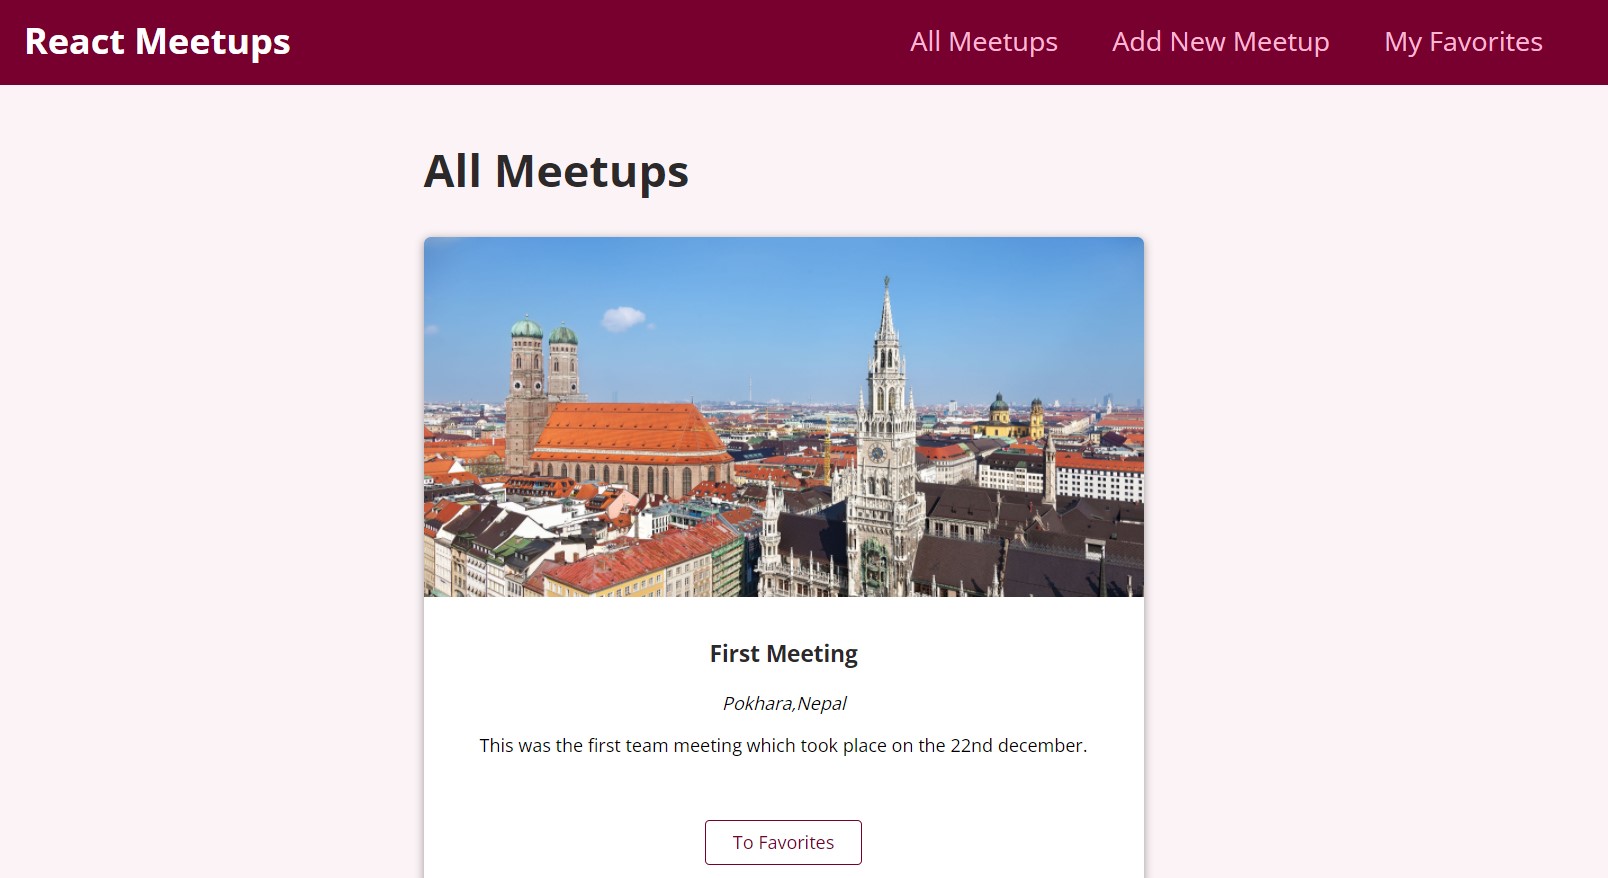 React Meetups
All Meetups
Add New Meetup
My Favorites
All Meetups
First Meeting
Pokhara,Nepal
This was the first team meeting which took place on the 22nd december.
To Favorites